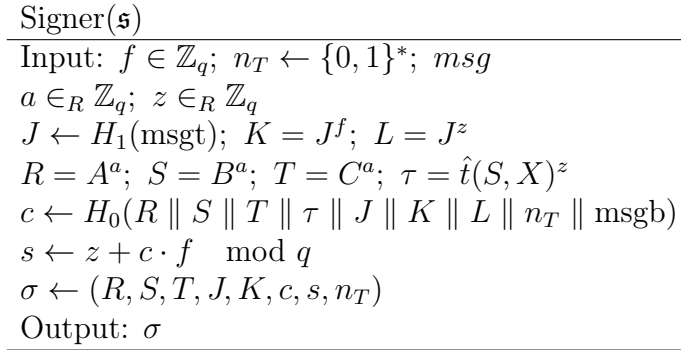 Signer(𝔰)
Input: f ∈ ℤ_q; n_T ← {0, 1}*; msg
a ∈_R ℤ_q; z ∈_R ℤ_q
J ← H_1(msgt); K = J^f; L = J^z
R = A^a; S = B^a; T = C^a; τ = t̂(S, X)^z
c ← H_0(R ∥ S ∥ T ∥ τ ∥ J ∥ K ∥ L ∥ n_T ∥ msgb)
s ← z + c · f mod q
σ ← (R, S, T, J, K, c, s, n_T)
Output: σ